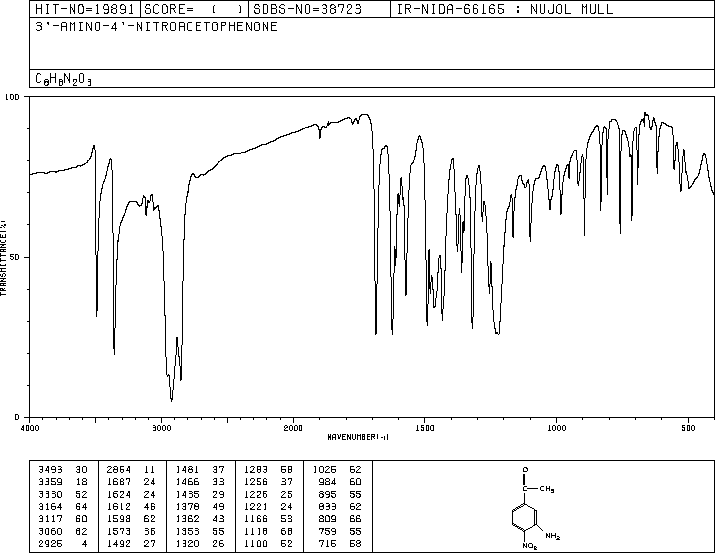 HIT-NO=19891 SCORE= ( ) SDBS-NO=38723 IR-NIDA-66165 : NUJOL MULL
3'-AMINO-4'-NITROACETOPHENONE
C8H8N2O3
100
50
0
TRANSMITTANCE(%)
4000 3000 2000 1500 1000 500
WAVENUMBER(-1)
3493 30 2854 11 1481 37 1283 58 1026 62
3359 18 1687 24 1466 33 1256 37 984 60
3330 52 1624 24 1435 29 1226 25 895 55
3164 64 1612 46 1378 49 1221 24 833 62
3117 60 1598 62 1362 43 1166 53 809 66
3060 62 1573 36 1353 55 1118 68 759 55
2925 4 1492 27 1320 26 1100 52 716 58
O
C CH3
NH2
NO2